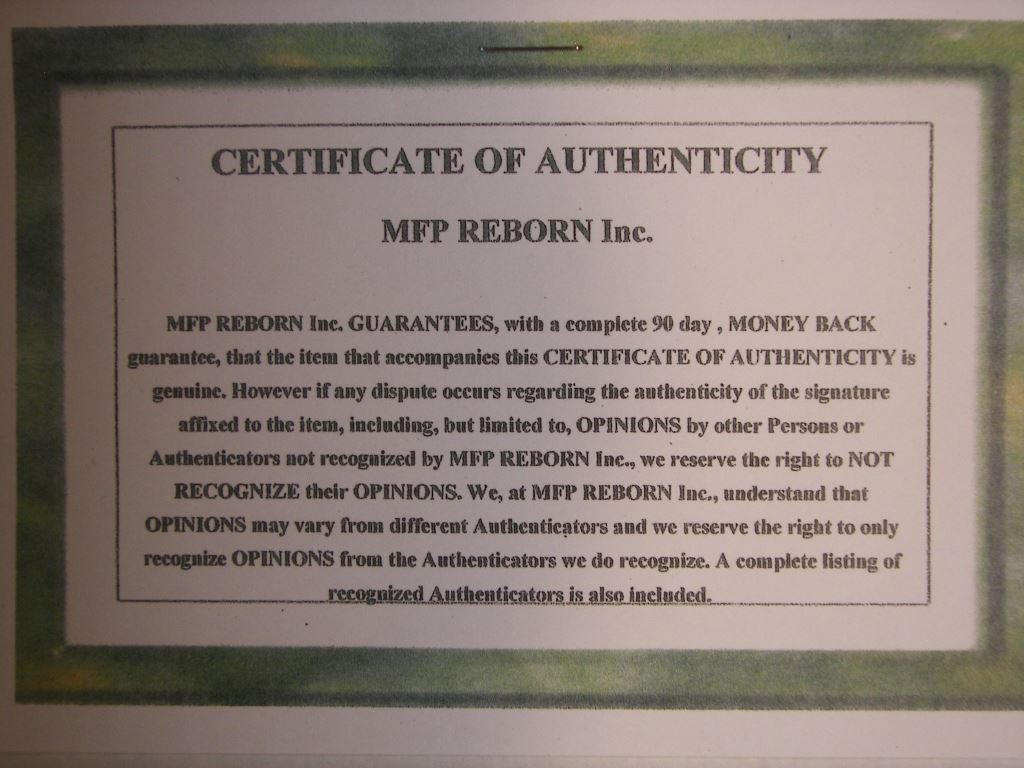 CERTIFICATE OF AUTHENTICITY
MFP REBORN Inc.
MFP REBORN Inc. GUARANTEES, with a complete 90 day , MONEY BACK
guarantee, that the item that accompanies this CERTIFICATE OF AUTHENTICITY is
genuine. However if any dispute occurs regarding the authenticity of the signature
affixed to the item, including, but limited to, OPINIONS by other Persons or
Authenticators not recognized by MFP REBORN Inc., we reserve the right to NOT
RECOGNIZE their OPINIONS. We, at MFP REBORN Inc., understand that
OPINIONS may vary from different Authenticators and we reserve the right to only
recognize OPINIONS from the Authenticators we do recognize. A complete listing of
recognized Authenticators is also included.